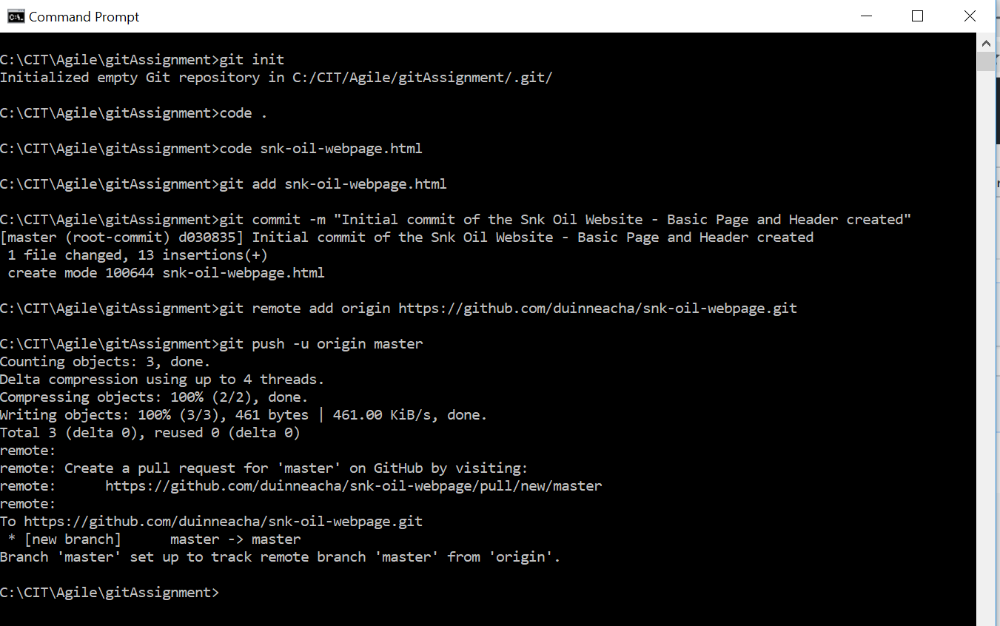 Command Prompt
C:\CIT\Agile\gitAssignment>git init
Initialized empty Git repository in C:/CIT/Agile/gitAssignment/.git/
C:\CIT\Agile\gitAssignment>code .
C:\CIT\Agile\gitAssignment>code snk-oil-webpage.html
C:\CIT\Agile\gitAssignment>git add snk-oil-webpage.html
C:\CIT\Agile\gitAssignment>git commit -m "Initial commit of the Snk Oil Website - Basic Page and Header created"
[master (root-commit) d030835] Initial commit of the Snk Oil Website - Basic Page and Header created
 1 file changed, 13 insertions(+)
 create mode 100644 snk-oil-webpage.html
C:\CIT\Agile\gitAssignment>git remote add origin https://github.com/duinneacha/snk-oil-webpage.git
C:\CIT\Agile\gitAssignment>git push -u origin master
Counting objects: 3, done.
Delta compression using up to 4 threads.
Compressing objects: 100% (2/2), done.
Writing objects: 100% (3/3), 461 bytes | 461.00 KiB/s, done.
Total 3 (delta 0), reused 0 (delta 0)
remote:
remote: Create a pull request for 'master' on GitHub by visiting:
remote:      https://github.com/duinneacha/snk-oil-webpage/pull/new/master
remote:
To https://github.com/duinneacha/snk-oil-webpage.git
 * [new branch]      master -> master
Branch 'master' set up to track remote branch 'master' from 'origin'.
C:\CIT\Agile\gitAssignment>